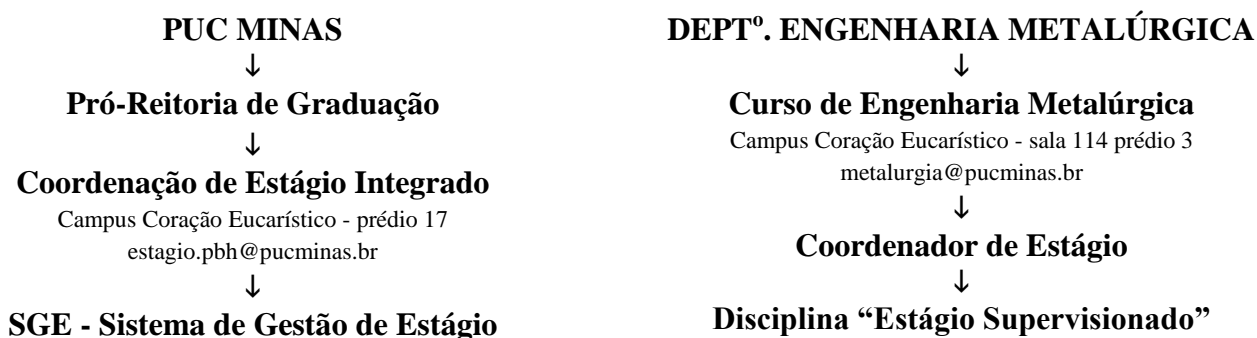 PUC MINAS
↓
Pró-Reitoria de Graduação
↓
Coordenação de Estágio Integrado
Campus Coração Eucarístico - prédio 17
estagio.pbh@pucminas.br
↓
SGE - Sistema de Gestão de Estágio
DEPTº. ENGENHARIA METALÚRGICA
↓
Curso de Engenharia Metalúrgica
Campus Coração Eucarístico - sala 114 prédio 3
metalurgia@pucminas.br
↓
Coordenador de Estágio
↓
Disciplina “Estágio Supervisionado”